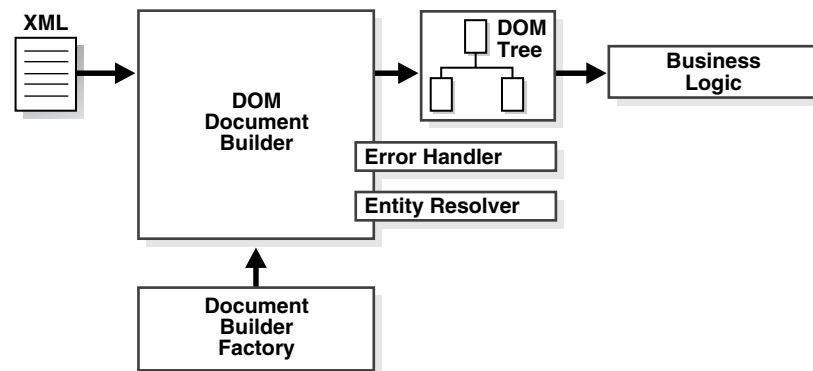 XML
DOM
Document
Builder
DOM
Tree
Business
Logic
Error Handler
Entity Resolver
Document
Builder
Factory